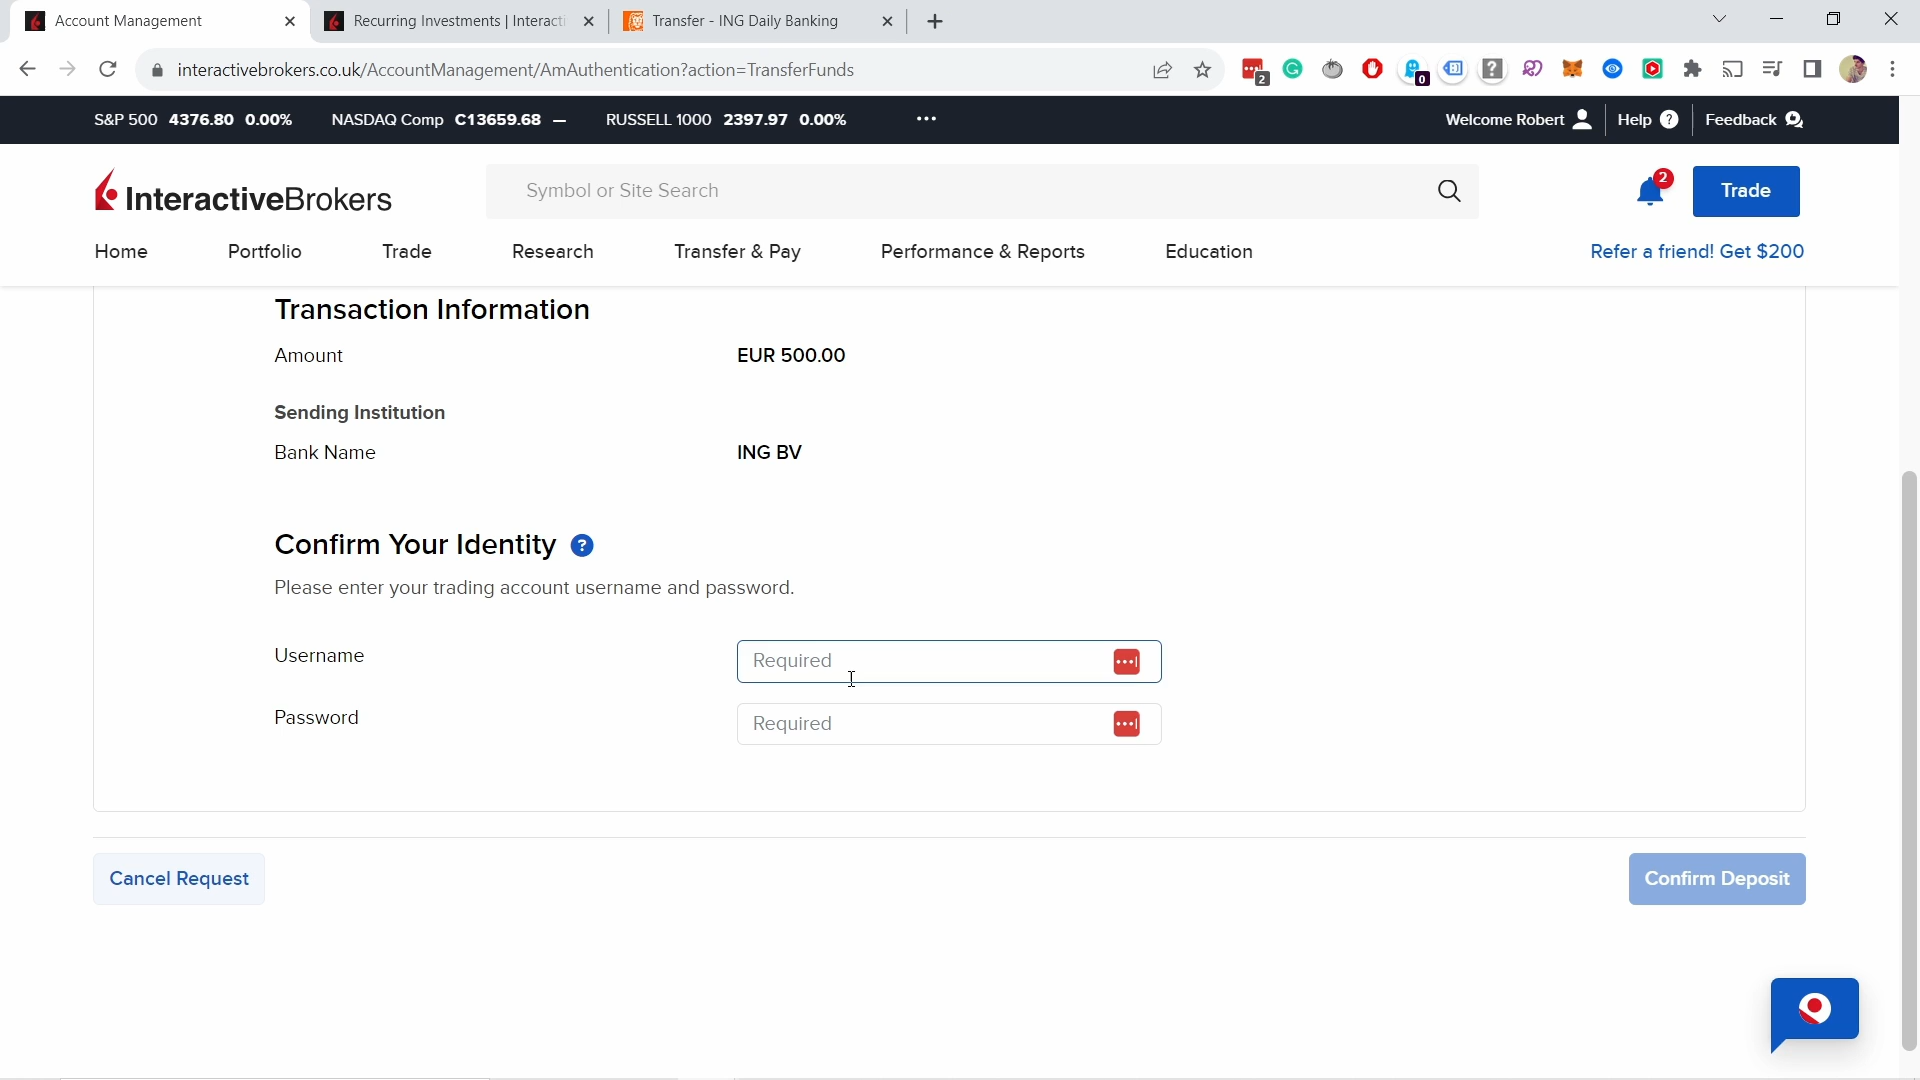 Account Management
Recurring Investments | Interacti
Transfer - ING Daily Banking
interactivebrokers.co.uk/AccountManagement/AmAuthentication?action=TransferFunds
2
0
S&P 500 4376.80 0.00%
NASDAQ Comp C13659.68 —
RUSSELL 1000 2397.97 0.00%
•••
Welcome Robert
Help ?
Feedback
InteractiveBrokers
Symbol or Site Search
2
Trade
Home
Portfolio
Trade
Research
Transfer & Pay
Performance & Reports
Education
Refer a friend! Get $200
Transaction Information
Amount EUR 500.00
Sending Institution
Bank Name ING BV
Confirm Your Identity ?
Please enter your trading account username and password.
Username Required
Password Required
Cancel Request
Confirm Deposit